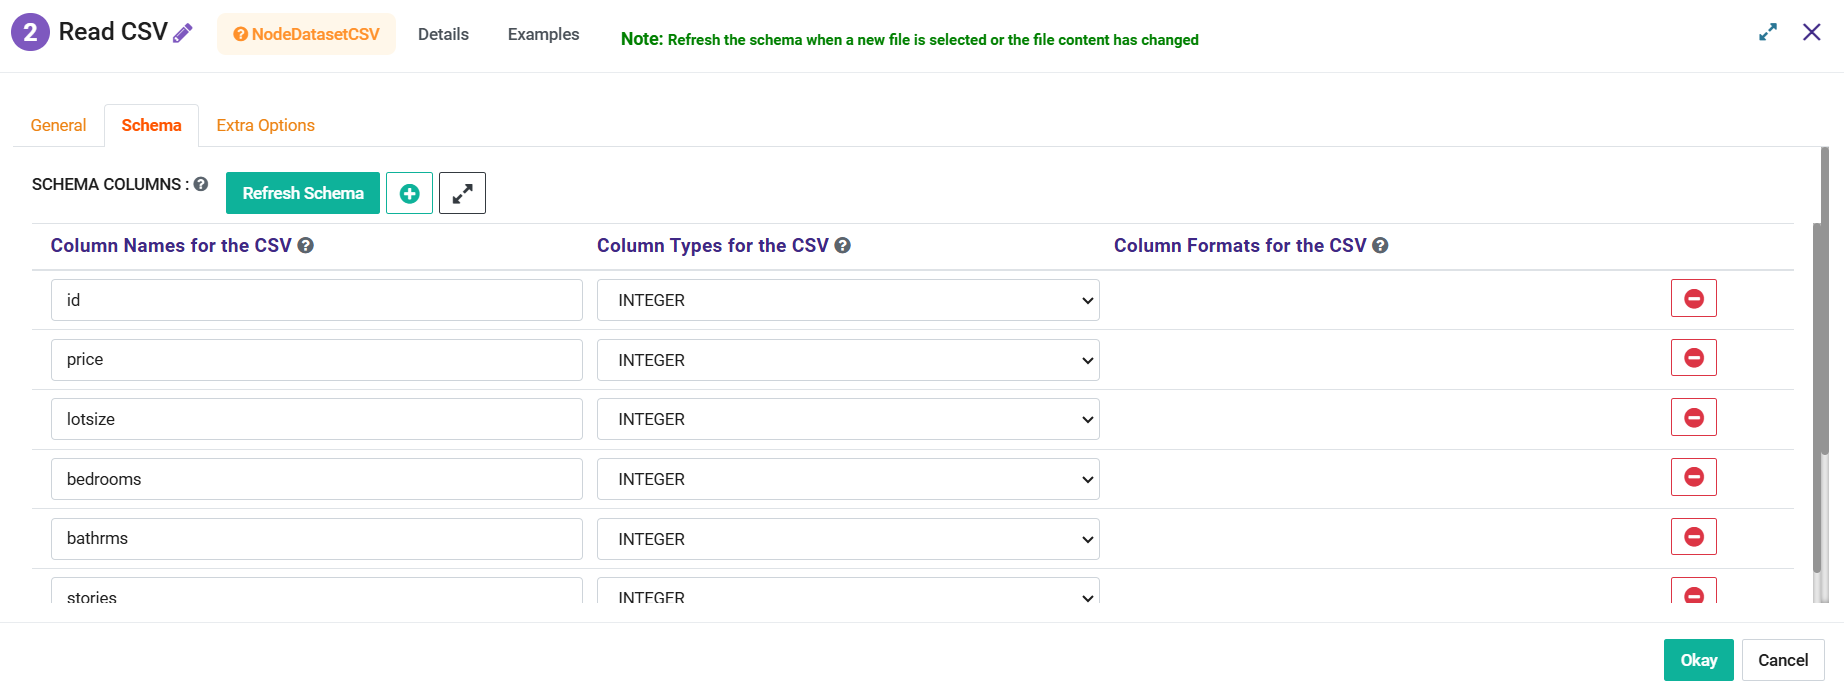 2 Read CSV NodeDatasetCSV Details Examples Note: Refresh the schema when a new file is selected or the file content has changed
General Schema Extra Options
SCHEMA COLUMNS : Refresh Schema
Column Names for the CSV Column Types for the CSV Column Formats for the CSV
id INTEGER
price INTEGER
lotsize INTEGER
bedrooms INTEGER
bathrms INTEGER
stories INTEGER
Okay Cancel